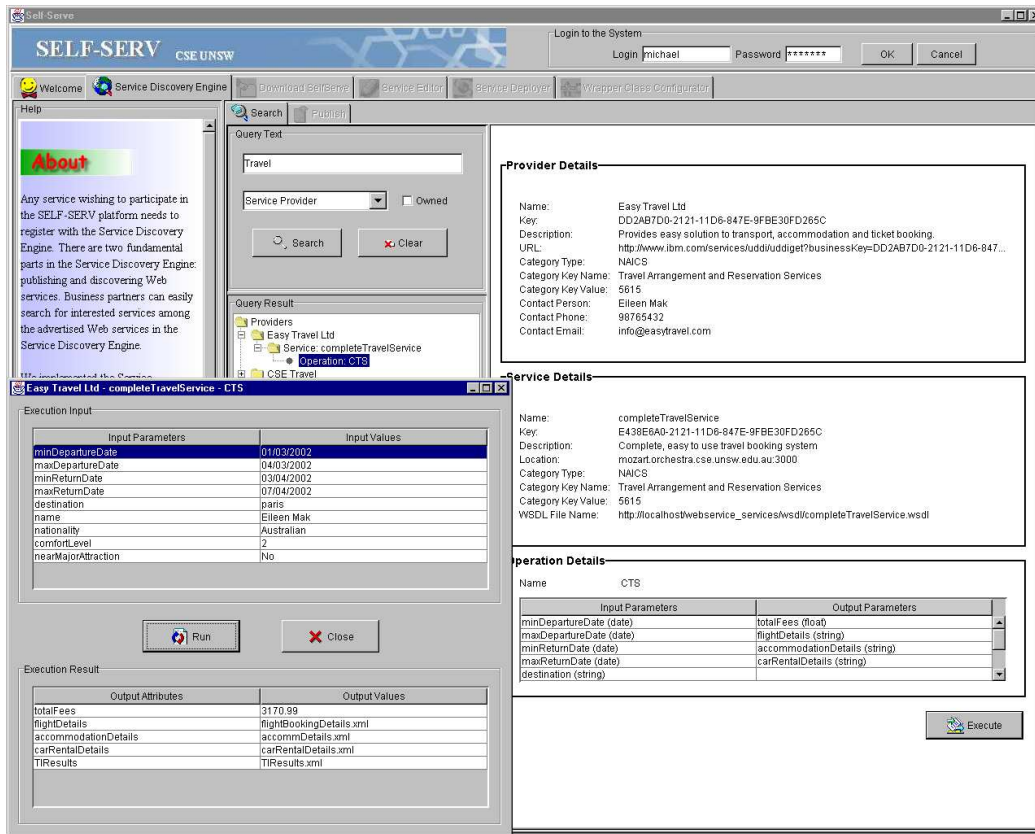 Self-Serve
SELF-SERV CSE UNSW
Login to the System
Login michael Password ******* OK Cancel
Welcome Service Discovery Engine Download SelfServe Service Editor Service Deployer Wrapper Class Configurator
Help
About
Any service wishing to participate in
the SELF-SERV platform needs to
register with the Service Discovery
Engine. There are two fundamental
parts in the Service Discovery Engine:
publishing and discovering Web
services. Business partners can easily
search for interested services among
the advertised Web services in the
Service Discovery Engine.
We implemented the Service
Search Publish
Query Text
Travel
Service Provider Owned
Search Clear
Query Result
Providers
Easy Travel Ltd
Service: completeTravelService
Operation: CTS
CSE Travel
Provider Details
Name: Easy Travel Ltd
Key: DD2AB7D0-2121-11D6-847E-9FBE30FD265C
Description: Provides easy solution to transport, accommodation and ticket booking.
URL: http://www.ibm.com/services/uddi/uddiget?businessKey=DD2AB7D0-2121-11D6-847...
Category Type: NAICS
Category Key Name: Travel Arrangement and Reservation Services
Category Key Value: 5615
Contact Person: Eileen Mak
Contact Phone: 98765432
Contact Email: info@easytravel.com
Service Details
Name: completeTravelService
Key: E438E6A0-2121-11D6-847E-9FBE30FD265C
Description: Complete, easy to use travel booking system
Location: mozart.orchestra.cse.unsw.edu.au:3000
Category Type: NAICS
Category Key Name: Travel Arrangement and Reservation Services
Category Key Value: 5615
WSDL File Name: http://localhost/webservice_services/wsdl/completeTravelService.wsdl
Operation Details
Name CTS
Input Parameters Output Parameters
minDepartureDate (date) totalFees (float)
maxDepartureDate (date) flightDetails (string)
minReturnDate (date) accommodationDetails (string)
maxReturnDate (date) carRentalDetails (string)
destination (string)
Execute
Easy Travel Ltd - completeTravelService - CTS
Execution Input
Input Parameters Input Values
minDepartureDate 01/03/2002
maxDepartureDate 04/03/2002
minReturnDate 03/04/2002
maxReturnDate 07/04/2002
destination paris
name Eileen Mak
nationality Australian
comfortLevel 2
nearMajorAttraction No
Run Close
Execution Result
Output Attributes Output Values
totalFees 3170.99
flightDetails flightBookingDetails.xml
accommodationDetails accommDetails.xml
carRentalDetails carRentalDetails.xml
TIResults TIResults.xml